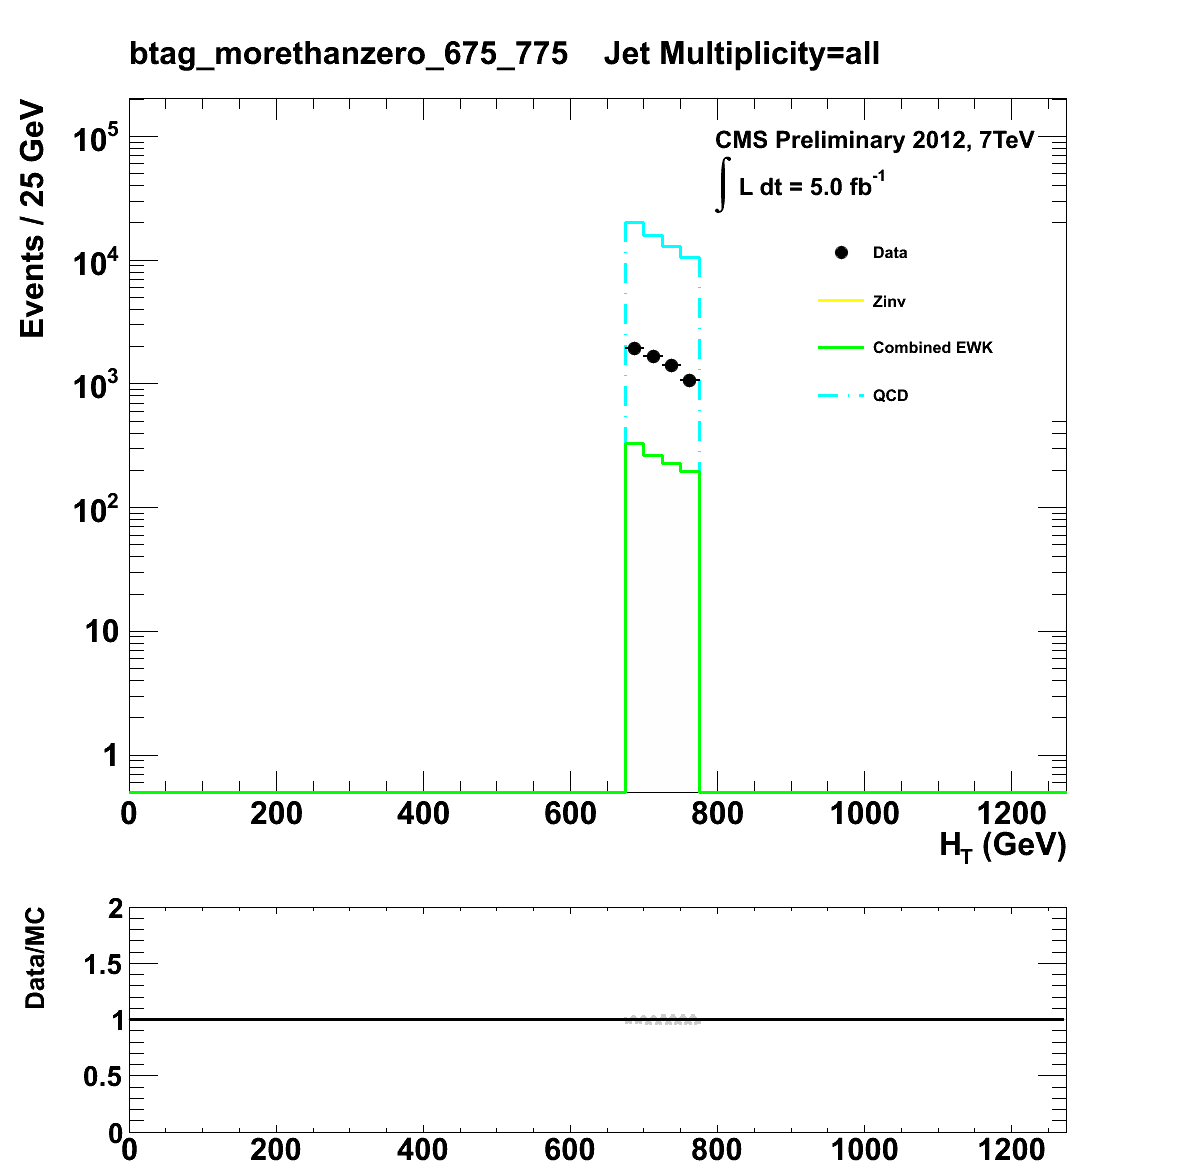 btag_morethanzero_675_775 Jet Multiplicity=all
Events / 25 GeV
10^5
10^4
10^3
10^2
10
1
CMS Preliminary 2012, 7TeV
∫ L dt = 5.0 fb^-1
Data
Zinv
Combined EWK
QCD
0 200 400 600 800 1000 1200
H_T (GeV)
Data/MC
2
1.5
1
0.5
0
0 200 400 600 800 1000 1200